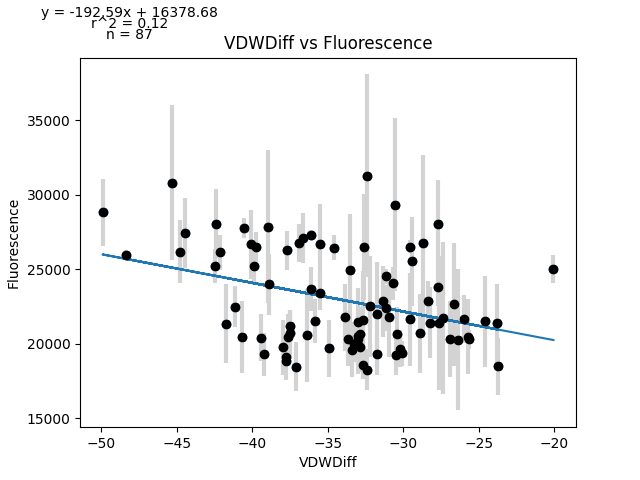 y = -192.59x + 16378.68
r^2 = 0.12
n = 87
VDWDiff vs Fluorescence
Fluorescence
35000
30000
25000
20000
15000
−50
−45
−40
−35
−30
−25
−20
VDWDiff